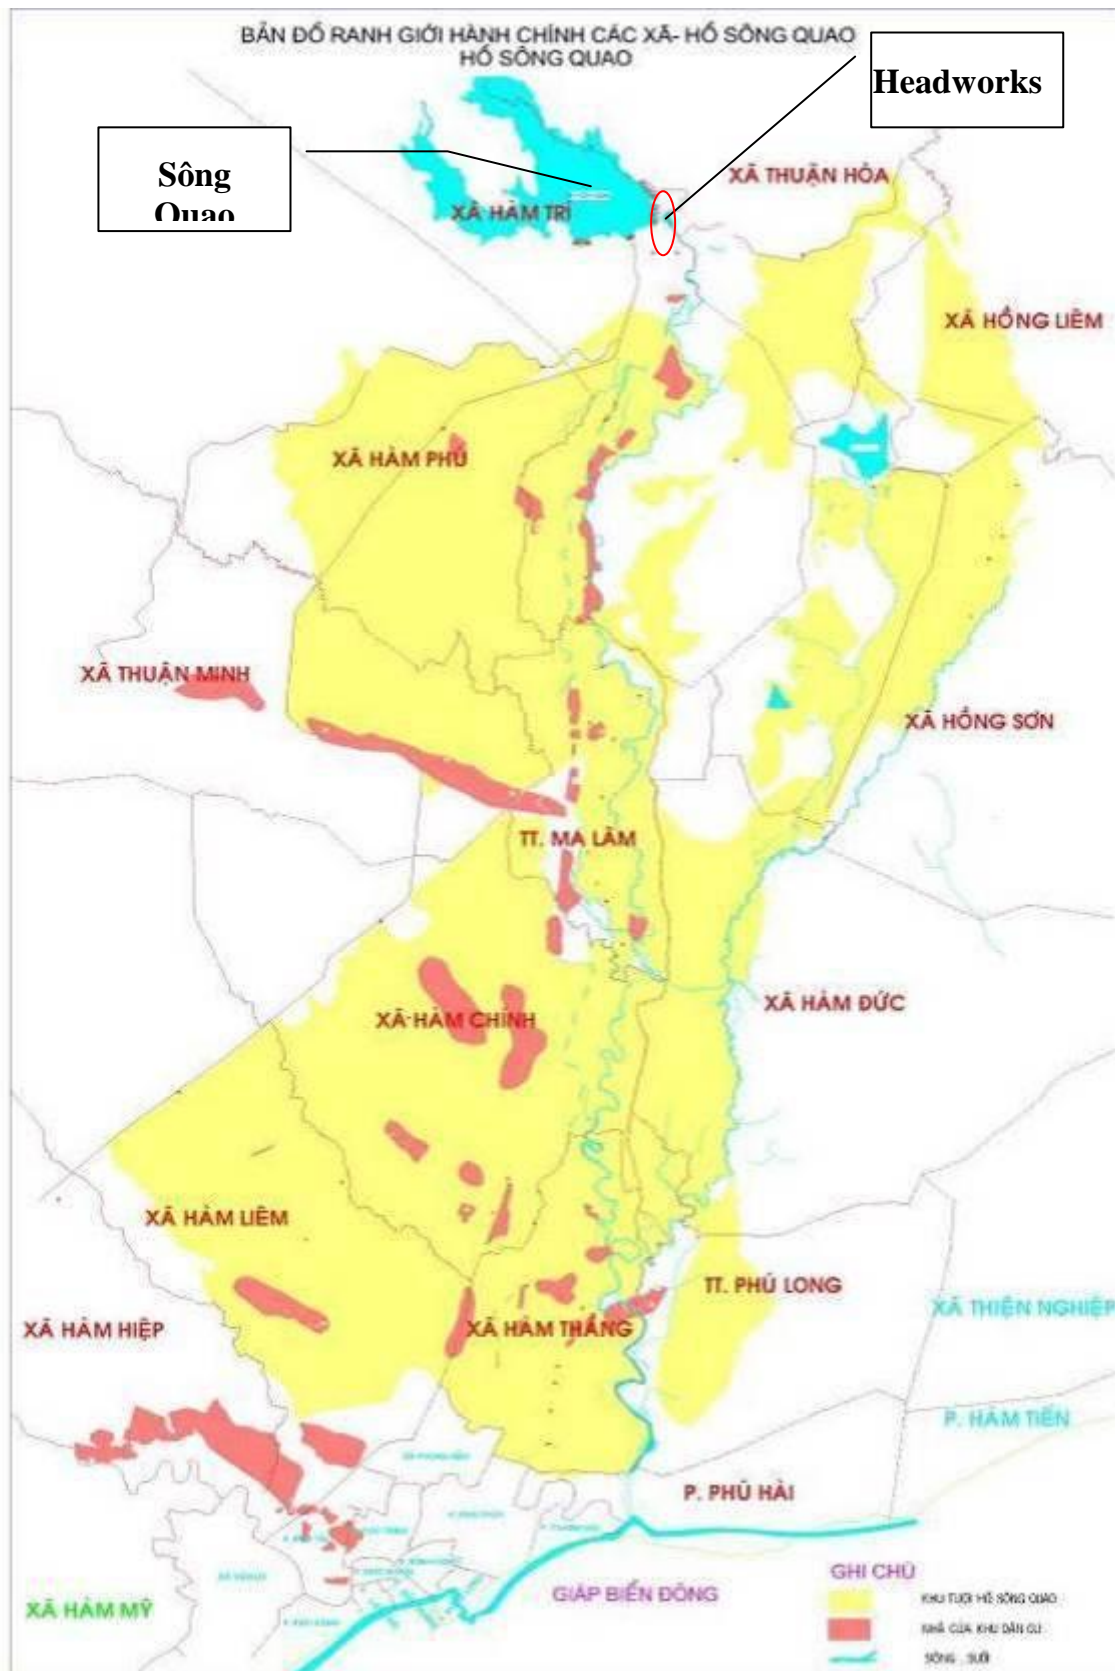 BẢN ĐỒ RANH GIỚI HÀNH CHÍNH CÁC XÃ- HỒ SÔNG QUAO
HỒ SÔNG QUAO
Headworks
Sông
Quao
XÃ THUẬN HÒA
XÃ HÀM TRÍ
XÃ HỒNG LIÊM
XÃ HÀM PHÚ
XÃ THUẬN MINH
XÃ HỒNG SƠN
TT. MA LÂM
XÃ HÀM ĐỨC
XÃ HÀM CHÍNH
XÃ HÀM LIÊM
TT. PHÚ LONG
XÃ THIỆN NGHIỆP
XÃ HÀM HIỆP
XÃ HÀM THẮNG
P. HÀM TIẾN
P. PHÚ HÀI
GHI CHÚ
GIÁP BIỂN ĐÔNG
KHU TƯỚI HỒ SÔNG QUAO
XÃ HÀM MỸ
NHÀ CỦA KHU DÂN CƯ
SÔNG , SUỐI